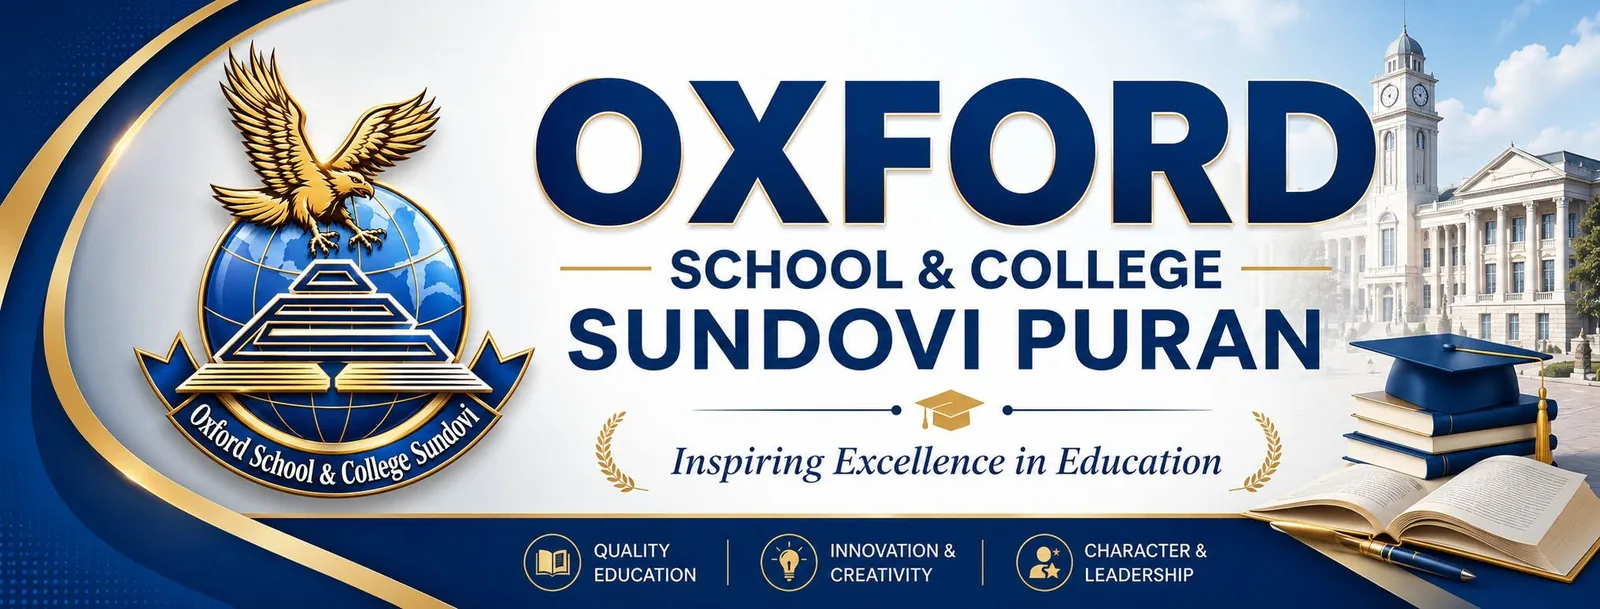 Oxford School & College Sundovi
OXFORD
SCHOOL & COLLEGE
SUNDOVI PURAN
Inspiring Excellence in Education
QUALITY
EDUCATION
INNOVATION &
CREATIVITY
CHARACTER &
LEADERSHIP